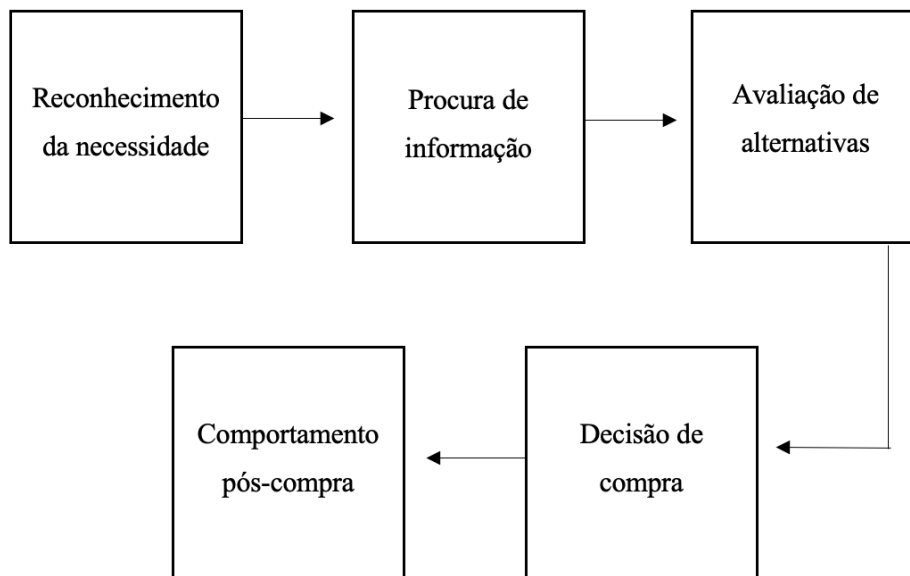 Reconhecimento
da necessidade
Procura de
informação
Avaliação de
alternativas
Decisão de
compra
Comportamento
pós-compra